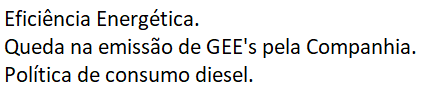 Eficiência Energética.
Queda na emissão de GEE's pela Companhia.
Política de consumo diesel.